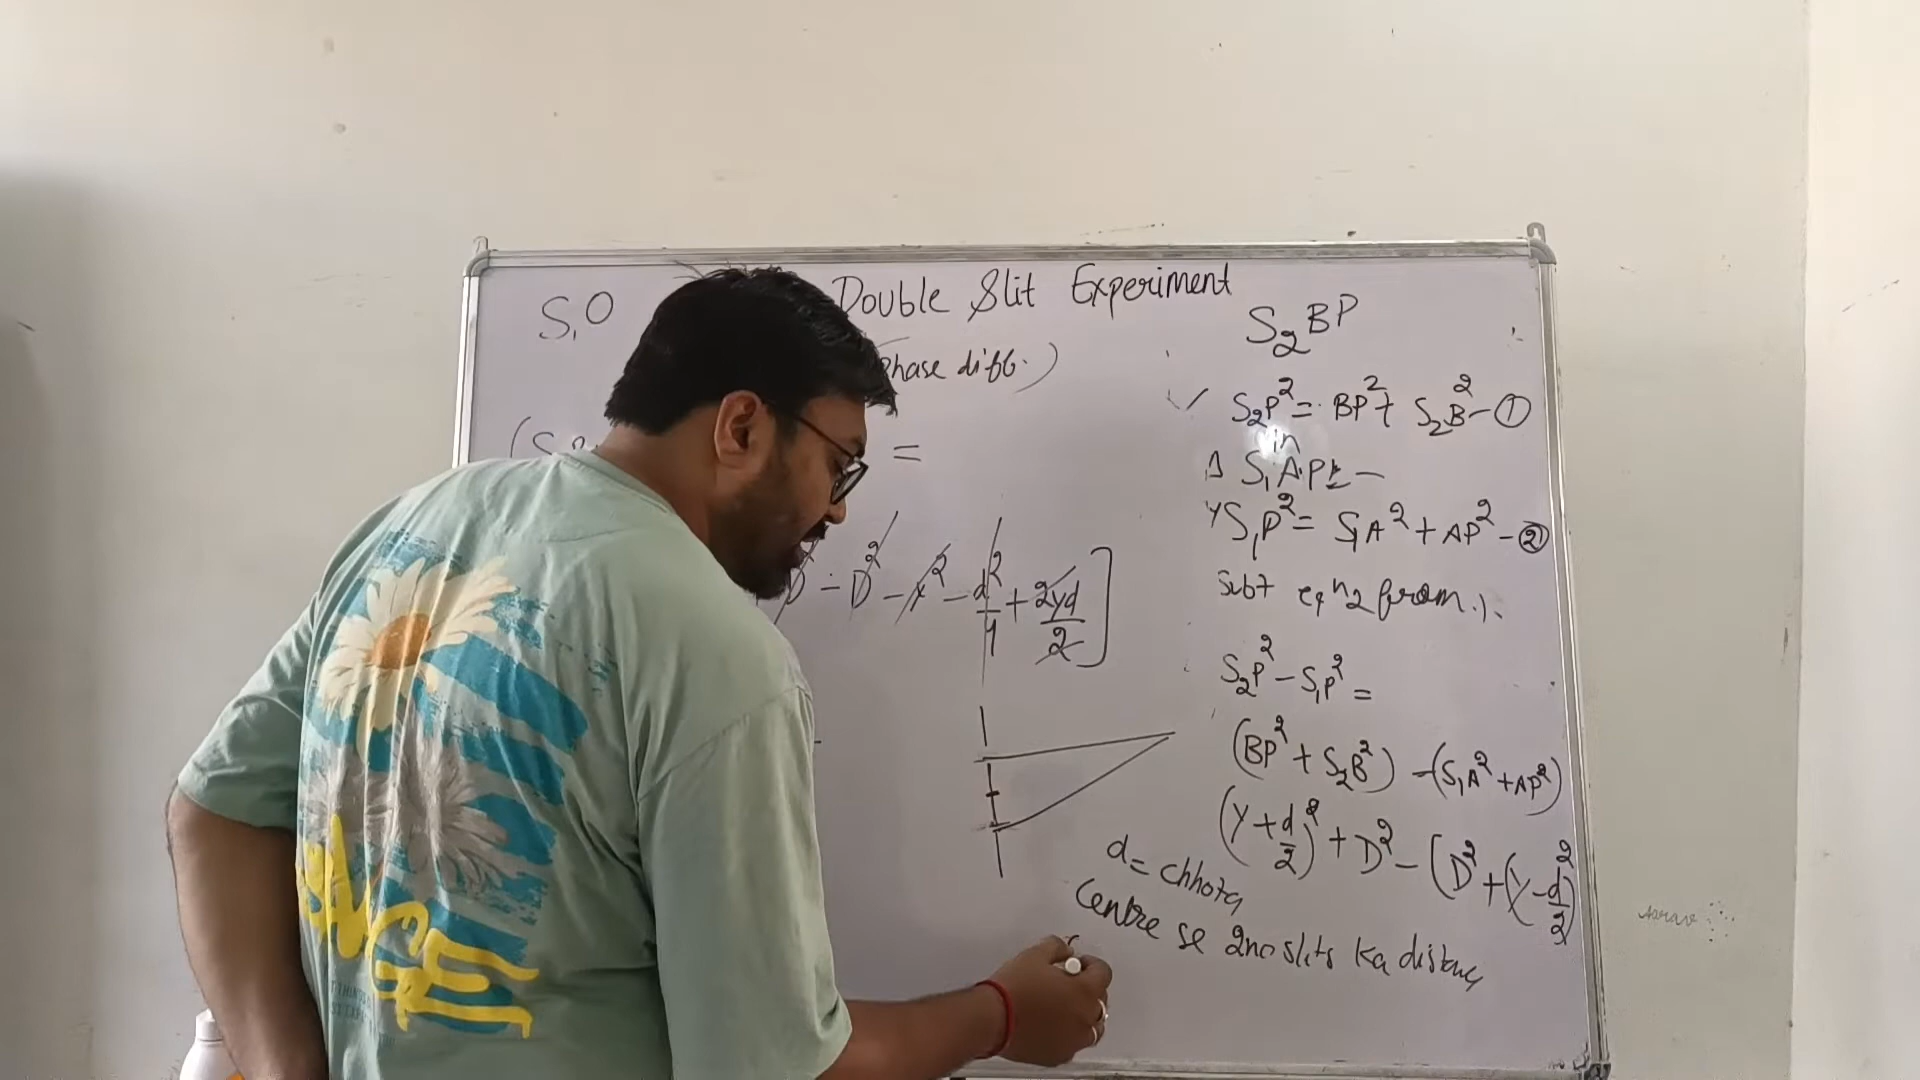 S₁O
Double Slit Experiment
Phase diff.)
=
D² - D² - Y² - d²/4 + 2yd/2]
S₂BP
✓ S₂P² = BP² + S₂B² - ①
in
Δ S₁AP
S₁P² = S₁A² + AP² - ②
Subt eqn 2 from 1.
S₂P² - S₁P² =
(BP² + S₂B²) - (S₁A² + AP²)
(Y + d/2)² + D² - (D² + (Y - d/2)²
d = chhota
Centre se 2no slits ka distanc